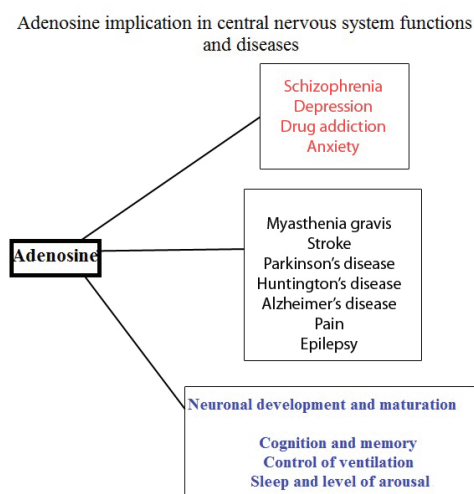 Adenosine implication in central nervous system functions
and diseases
Schizophrenia
Depression
Drug addiction
Anxiety
Adenosine
Myasthenia gravis
Stroke
Parkinson's disease
Huntington's disease
Alzheimer's disease
Pain
Epilepsy
Neuronal development and maturation
Cognition and memory
Control of ventilation
Sleep and level of arousal